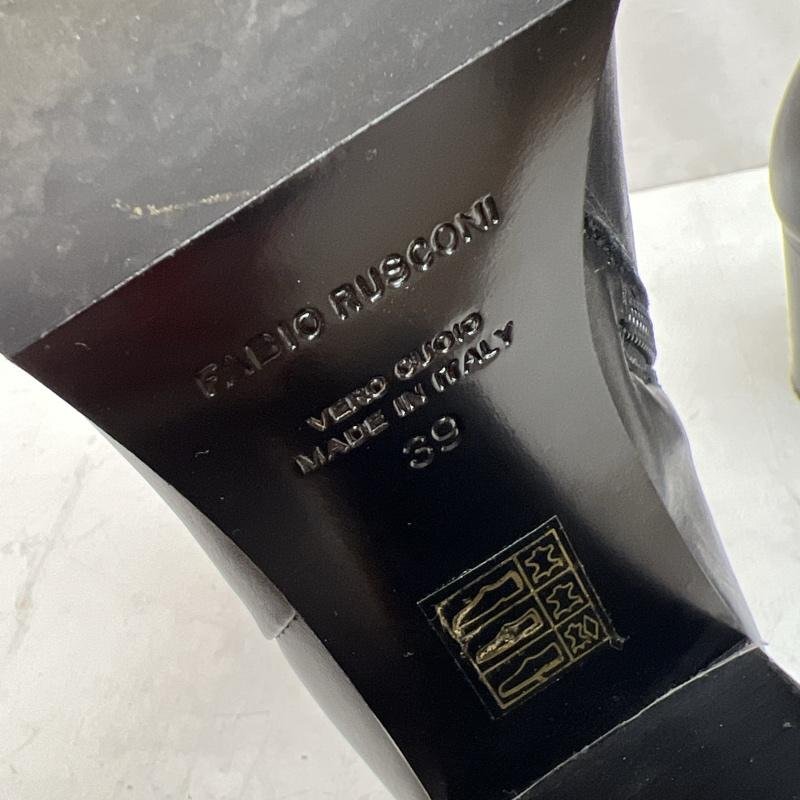 FABIO RUSCONI
VERO CUOIO
MADE IN ITALY
39